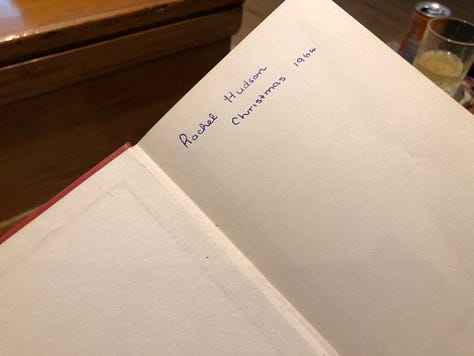 Rachel Hudson
Christmas 1964